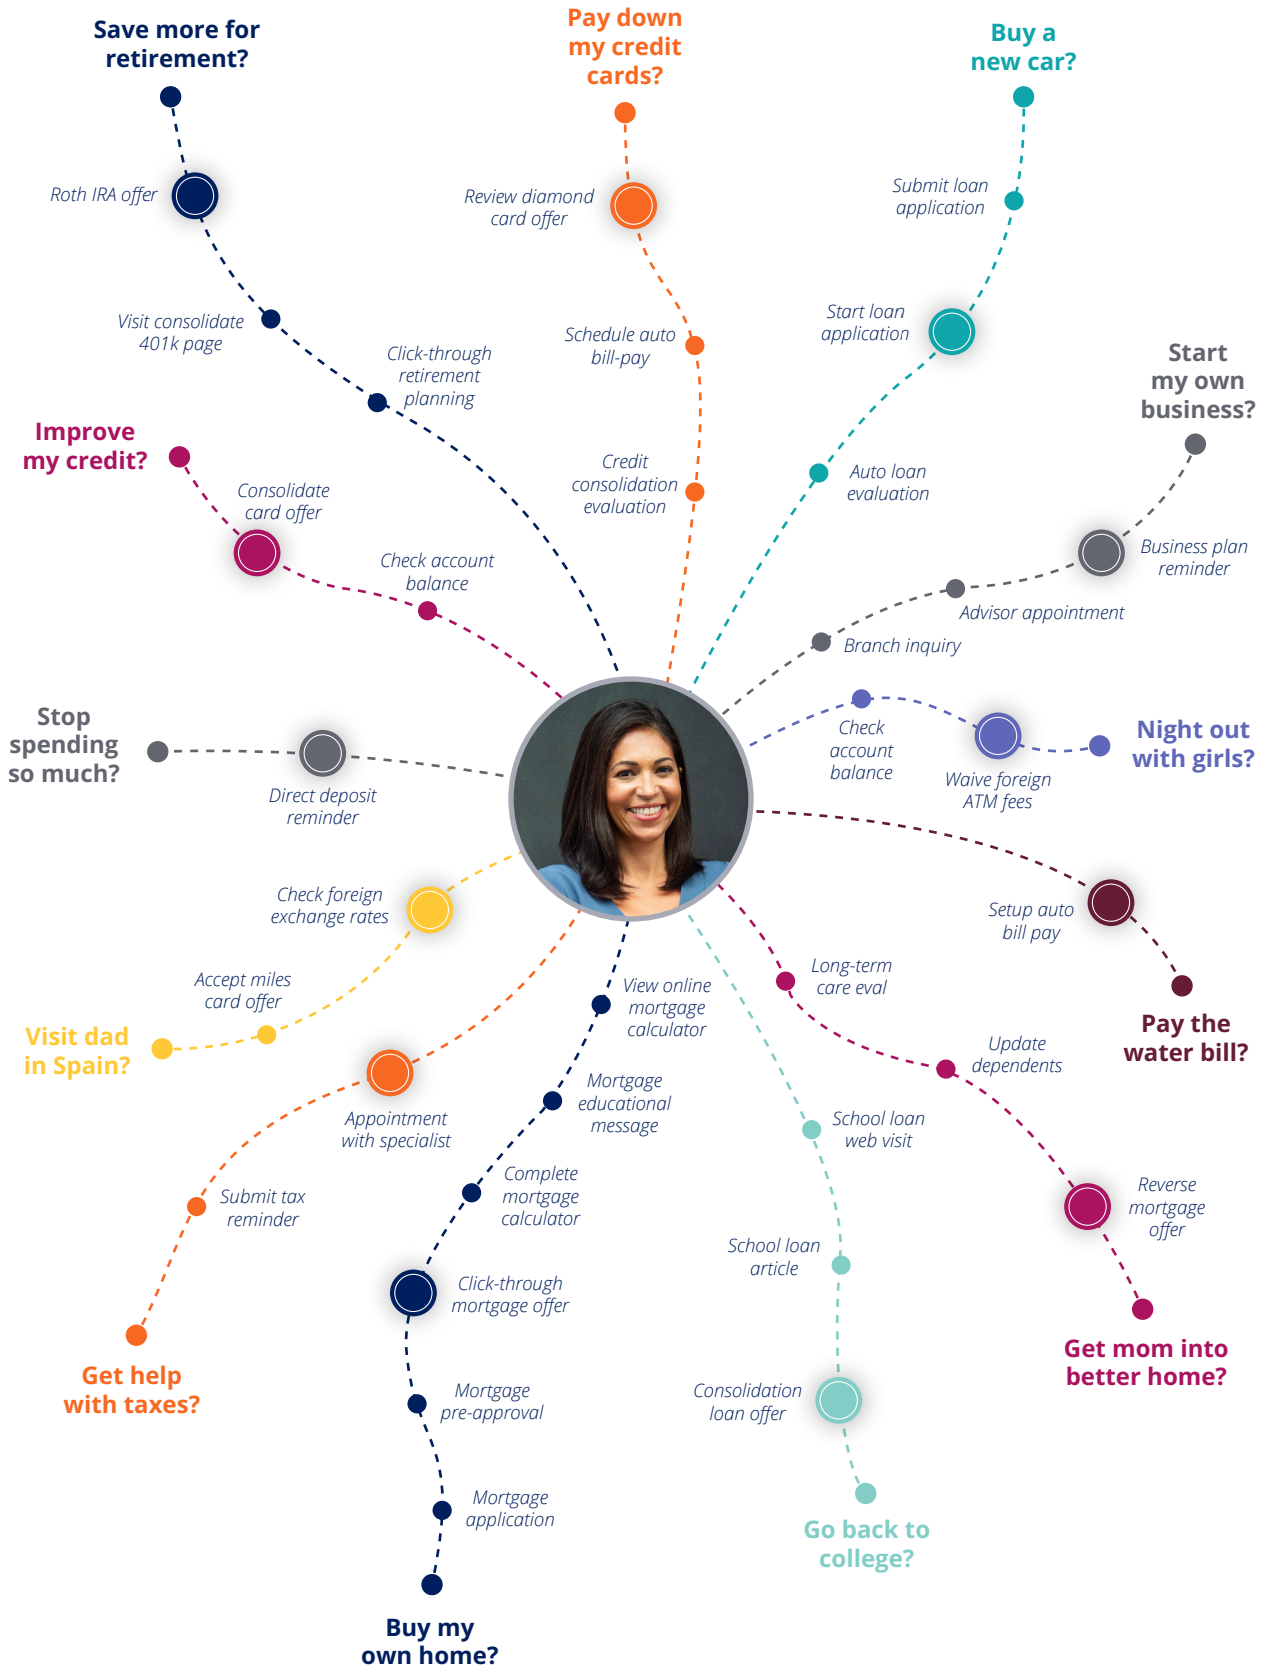 Save more for
retirement?
Roth IRA offer
Visit consolidate
401k page
Click-through
retirement
planning
Pay down
my credit
cards?
Review diamond
card offer
Schedule auto
bill-pay
Credit
consolidation
evaluation
Buy a
new car?
Submit loan
application
Start loan
application
Auto loan
evaluation
Start
my own
business?
Business plan
reminder
Advisor appointment
Branch inquiry
Improve
my credit?
Consolidate
card offer
Check account
balance
Stop
spending
so much?
Direct deposit
reminder
Night out
with girls?
Check
account
balance
Waive foreign
ATM fees
Check foreign
exchange rates
Accept miles
card offer
Visit dad
in Spain?
Setup auto
bill pay
Pay the
water bill?
Appointment
with specialist
Submit tax
reminder
Get help
with taxes?
View online
mortgage
calculator
Mortgage
educational
message
Complete
mortgage
calculator
Click-through
mortgage offer
Mortgage
pre-approval
Mortgage
application
Buy my
own home?
Long-term
care eval
Update
dependents
Reverse
mortgage
offer
Get mom into
better home?
School loan
web visit
School loan
article
Consolidation
loan offer
Go back to
college?